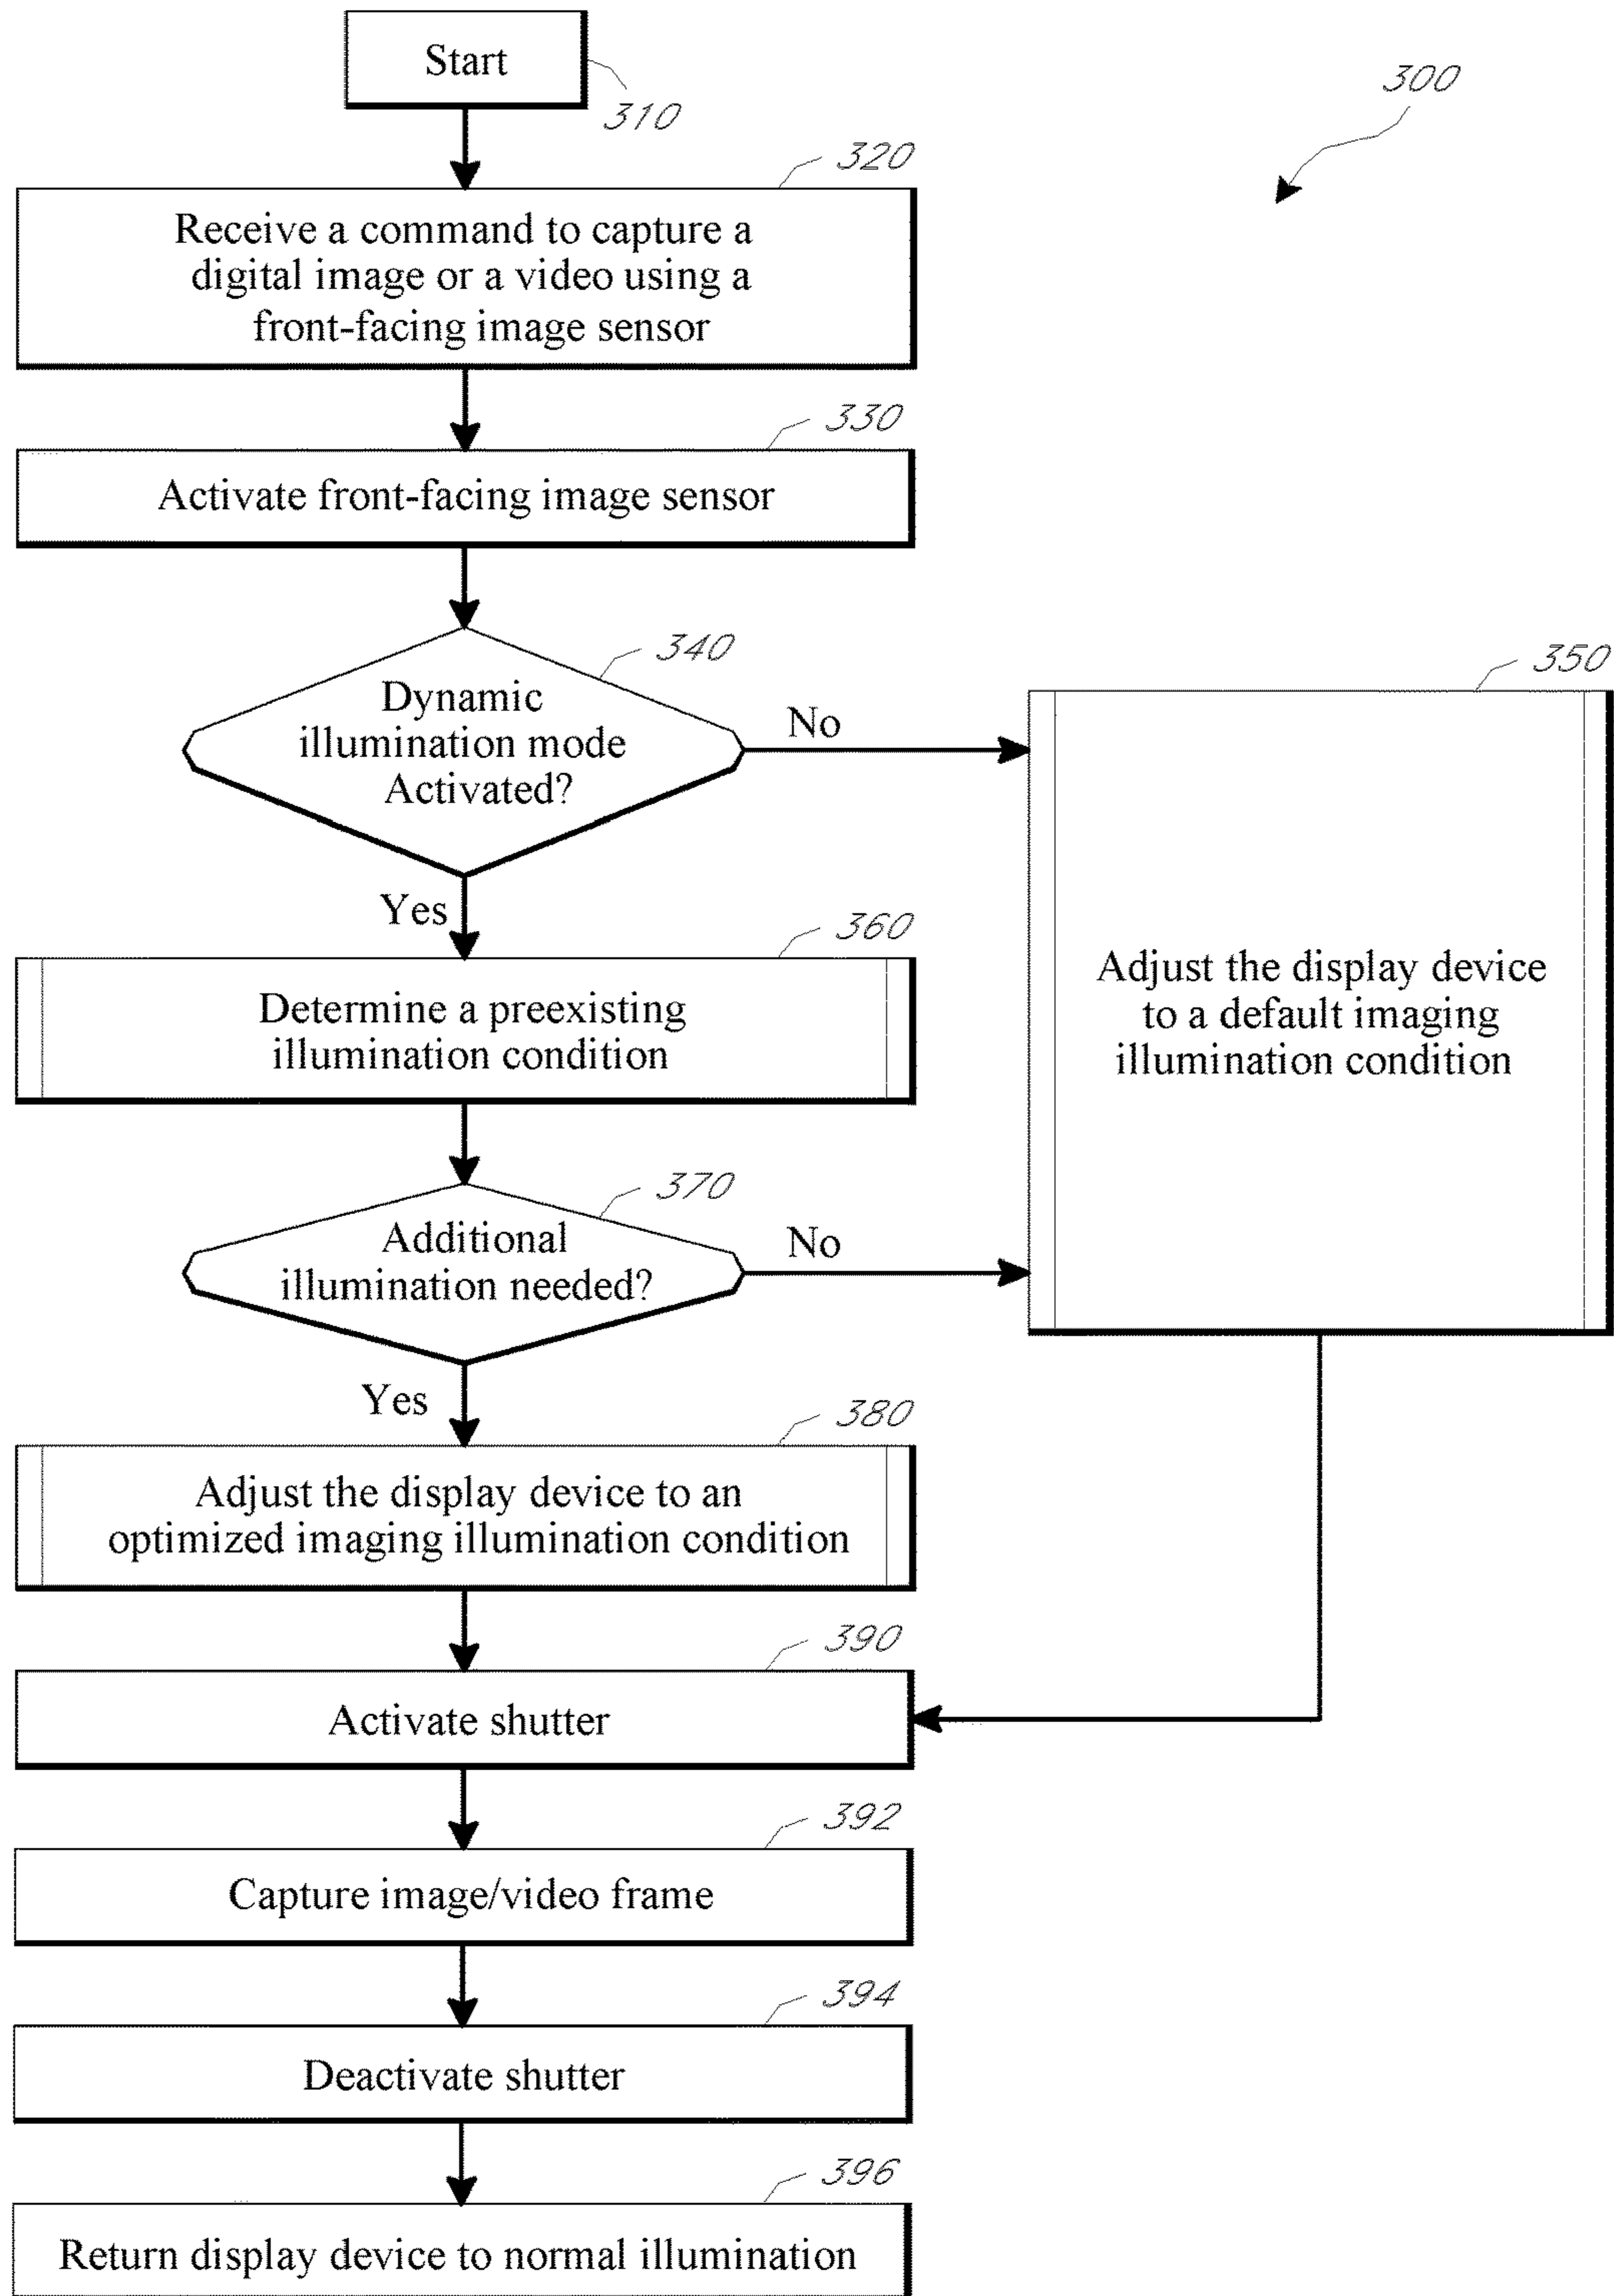 Start
310
300
320
Receive a command to capture a
digital image or a video using a
front-facing image sensor
330
Activate front-facing image sensor
340
Dynamic
illumination mode
Activated?
No
350
Adjust the display device
to a default imaging
illumination condition
Yes
360
Determine a preexisting
illumination condition
370
Additional
illumination needed?
No
Yes
380
Adjust the display device to an
optimized imaging illumination condition
390
Activate shutter
392
Capture image/video frame
394
Deactivate shutter
396
Return display device to normal illumination